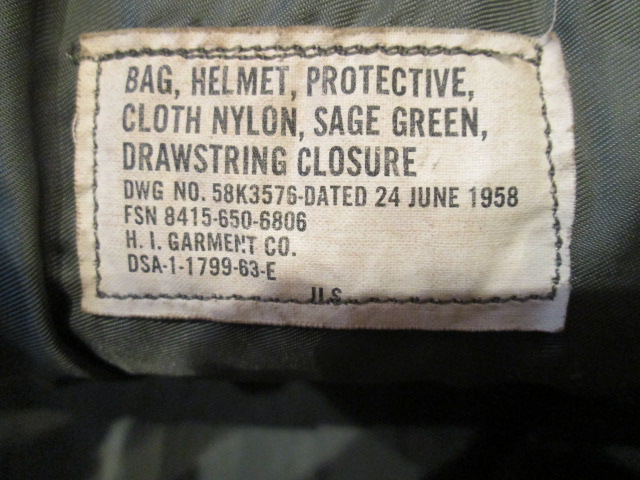 BAG, HELMET, PROTECTIVE,
CLOTH NYLON, SAGE GREEN,
DRAWSTRING CLOSURE
DWG NO. 58K3576-DATED 24 JUNE 1958
FSN 8415-650-6806
H. I. GARMENT CO.
DSA-1-1799-63-E
U.S.